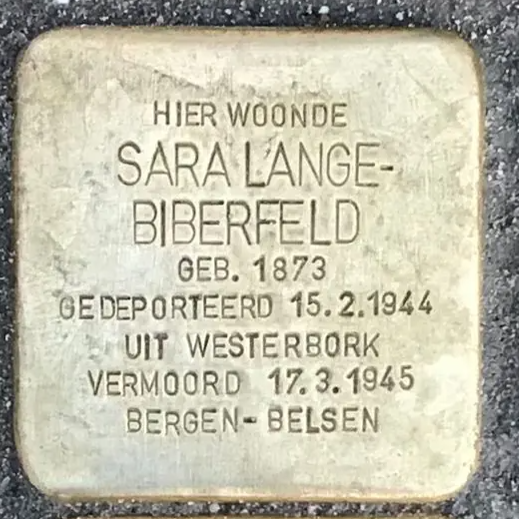 HIER WOONDE
SARA LANGE-
BIBERFELD
GEB. 1873
GEDEPORTEERD 15.2.1944
UIT WESTERBORK
VERMOORD 17.3.1945
BERGEN-BELSEN